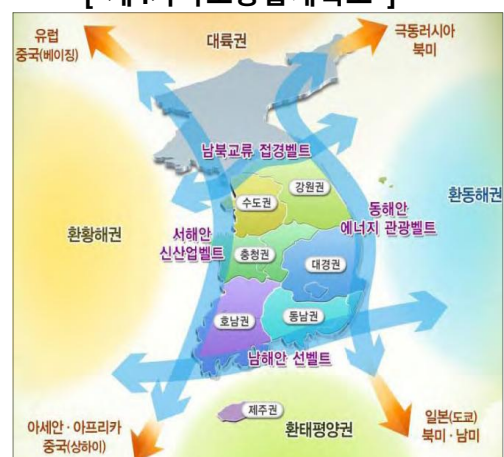 유럽
중국(베이징)
대륙권
극동러시아
북미
남북교류 접경벨트
강원권
수도권
동해안
에너지 관광벨트
환동해권
환황해권
서해안
신산업벨트
충청권
대경권
호남권
동남권
남해안 선벨트
아세안·아프리카
중국(상하이)
제주권
환태평양권
일본(도쿄)
북미·남미